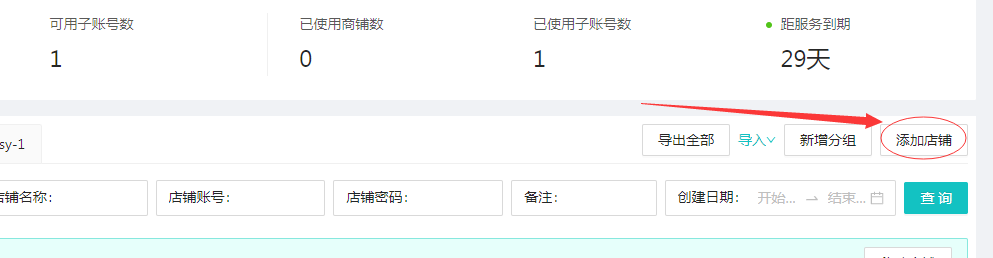 可用子账号数 已使用商铺数 已使用子账号数 距服务到期
1 0 1 29天
sy-1 导出全部 导入 新增分组 添加店铺
店铺名称: 店铺账号: 店铺密码: 备注: 创建日期: 开始... → 结束... 查 询